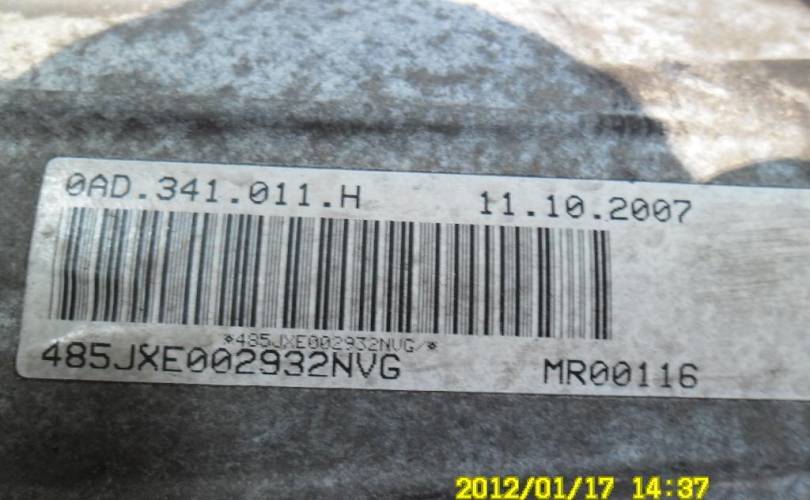 0AD.341.011.H 11.10.2007
*485JXE002932NVG/*
485JXE002932NVG MR00116
2012/01/17 14:37